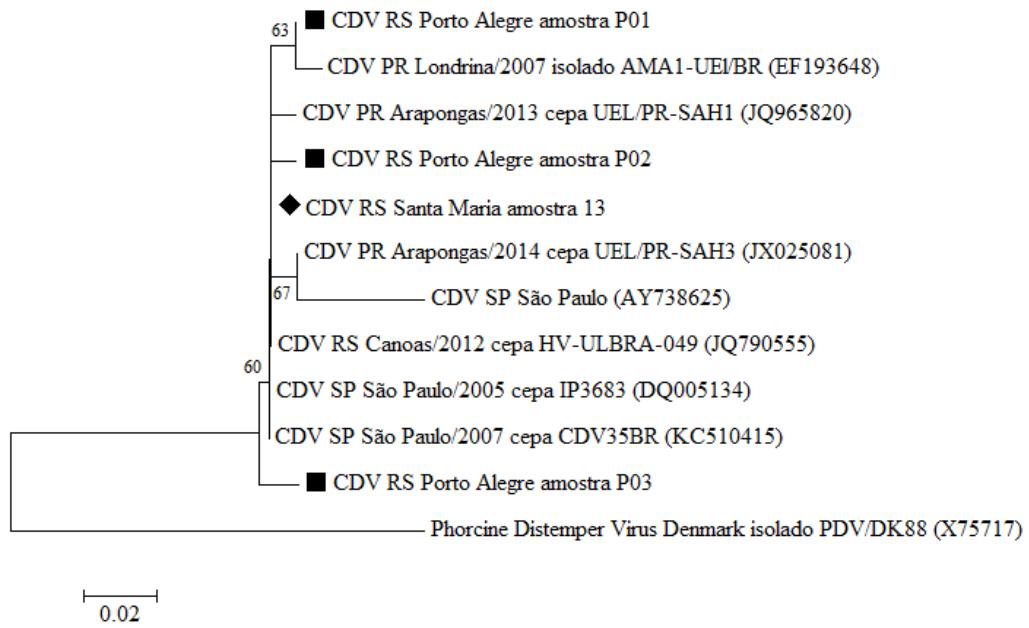 63
CDV RS Porto Alegre amostra P01
CDV PR Londrina/2007 isolado AMA1-UEl/BR (EF193648)
CDV PR Arapongas/2013 cepa UEL/PR-SAH1 (JQ965820)
CDV RS Porto Alegre amostra P02
CDV RS Santa Maria amostra 13
CDV PR Arapongas/2014 cepa UEL/PR-SAH3 (JX025081)
67
CDV SP São Paulo (AY738625)
CDV RS Canoas/2012 cepa HV-ULBRA-049 (JQ790555)
60
CDV SP São Paulo/2005 cepa IP3683 (DQ005134)
CDV SP São Paulo/2007 cepa CDV35BR (KC510415)
CDV RS Porto Alegre amostra P03
Phorcine Distemper Virus Denmark isolado PDV/DK88 (X75717)
0.02